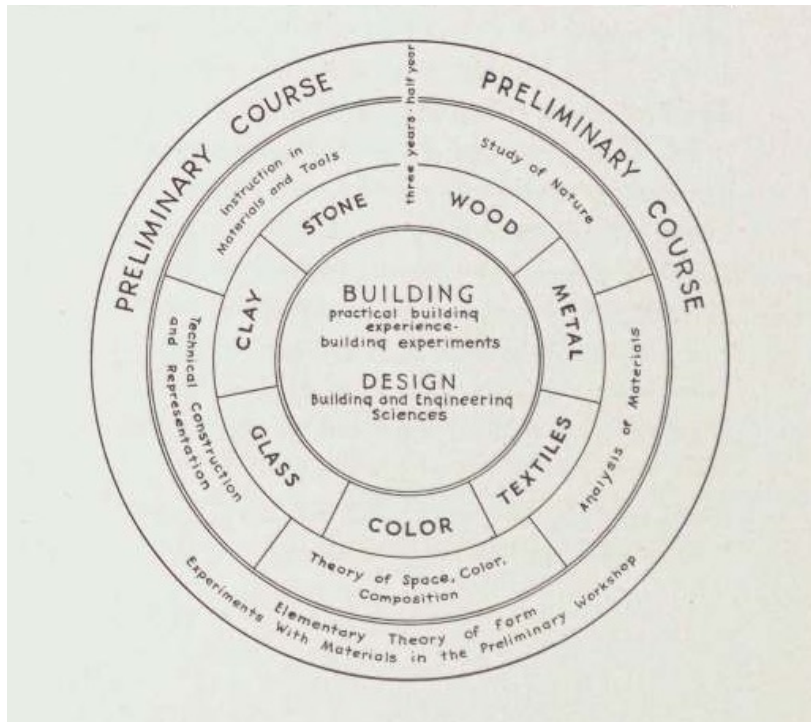 PRELIMINARY COURSE
PRELIMINARY COURSE
three years · half year
Instruction in
Materials and Tools
Study of Nature
STONE
WOOD
CLAY
METAL
BUILDING
practical building
experience-
building experiments
DESIGN
Building and Engineering
Sciences
Technical Construction
and Representation
Analysis of Materials
GLASS
TEXTILES
COLOR
Theory of Space, Color,
Composition
Elementary Theory of Form
Experiments With Materials in the Preliminary Workshop